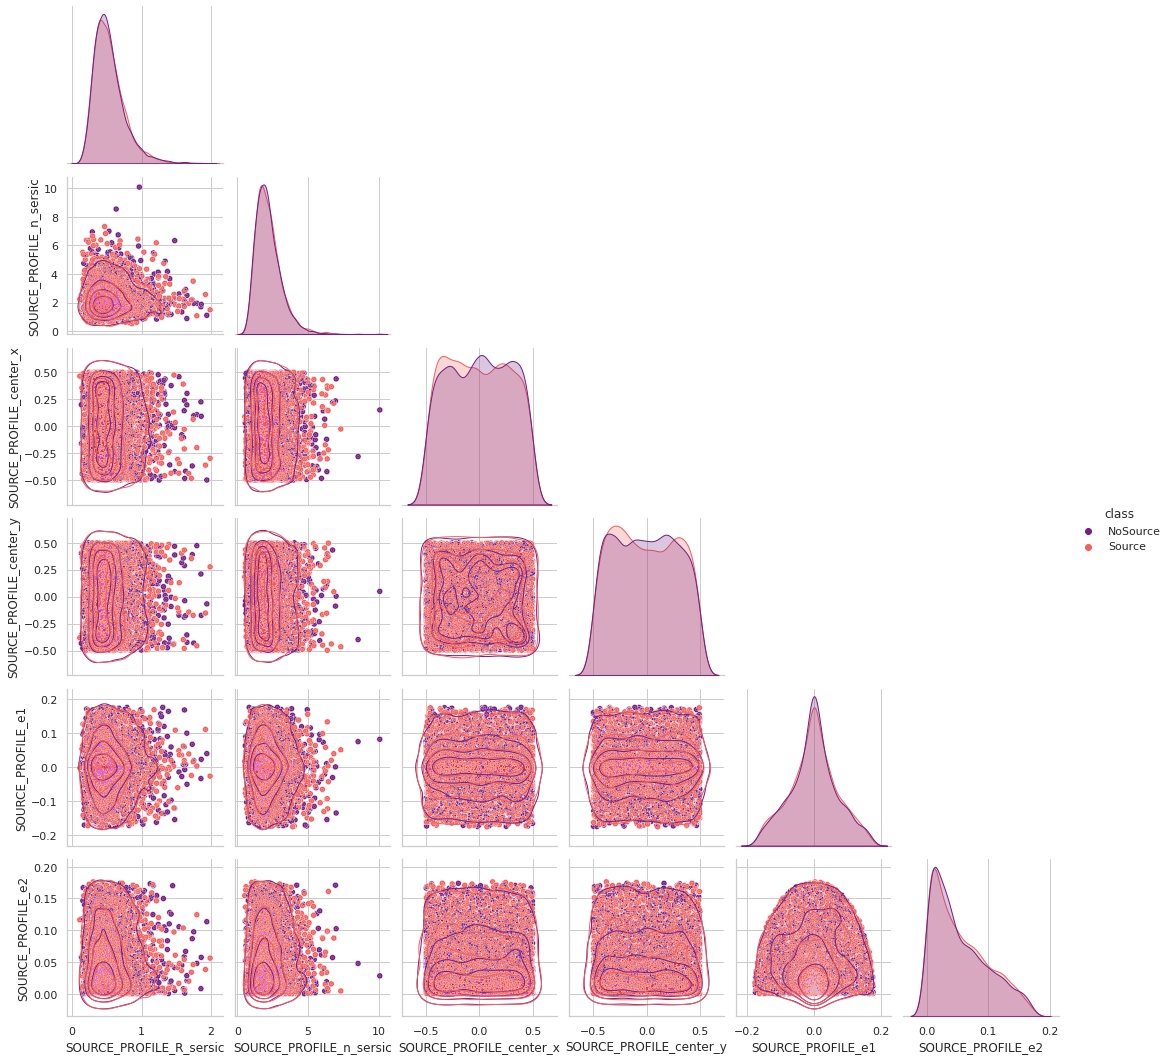 SOURCE_PROFILE_n_sersic
10
8
6
4
2
0
SOURCE_PROFILE_center_x
0.50
0.25
0.00
−0.25
−0.50
SOURCE_PROFILE_center_y
0.50
0.25
0.00
−0.25
−0.50
class
NoSource
Source
SOURCE_PROFILE_e1
0.2
0.1
0.0
−0.1
−0.2
SOURCE_PROFILE_e2
0.20
0.15
0.10
0.05
0.00
0 1 2 0 5 10 −0.5 0.0 0.5 −0.5 0.0 0.5 −0.2 0.0 0.2 0.0 0.1 0.2
SOURCE_PROFILE_R_sersic SOURCE_PROFILE_n_sersic SOURCE_PROFILE_center_x SOURCE_PROFILE_center_y SOURCE_PROFILE_e1 SOURCE_PROFILE_e2